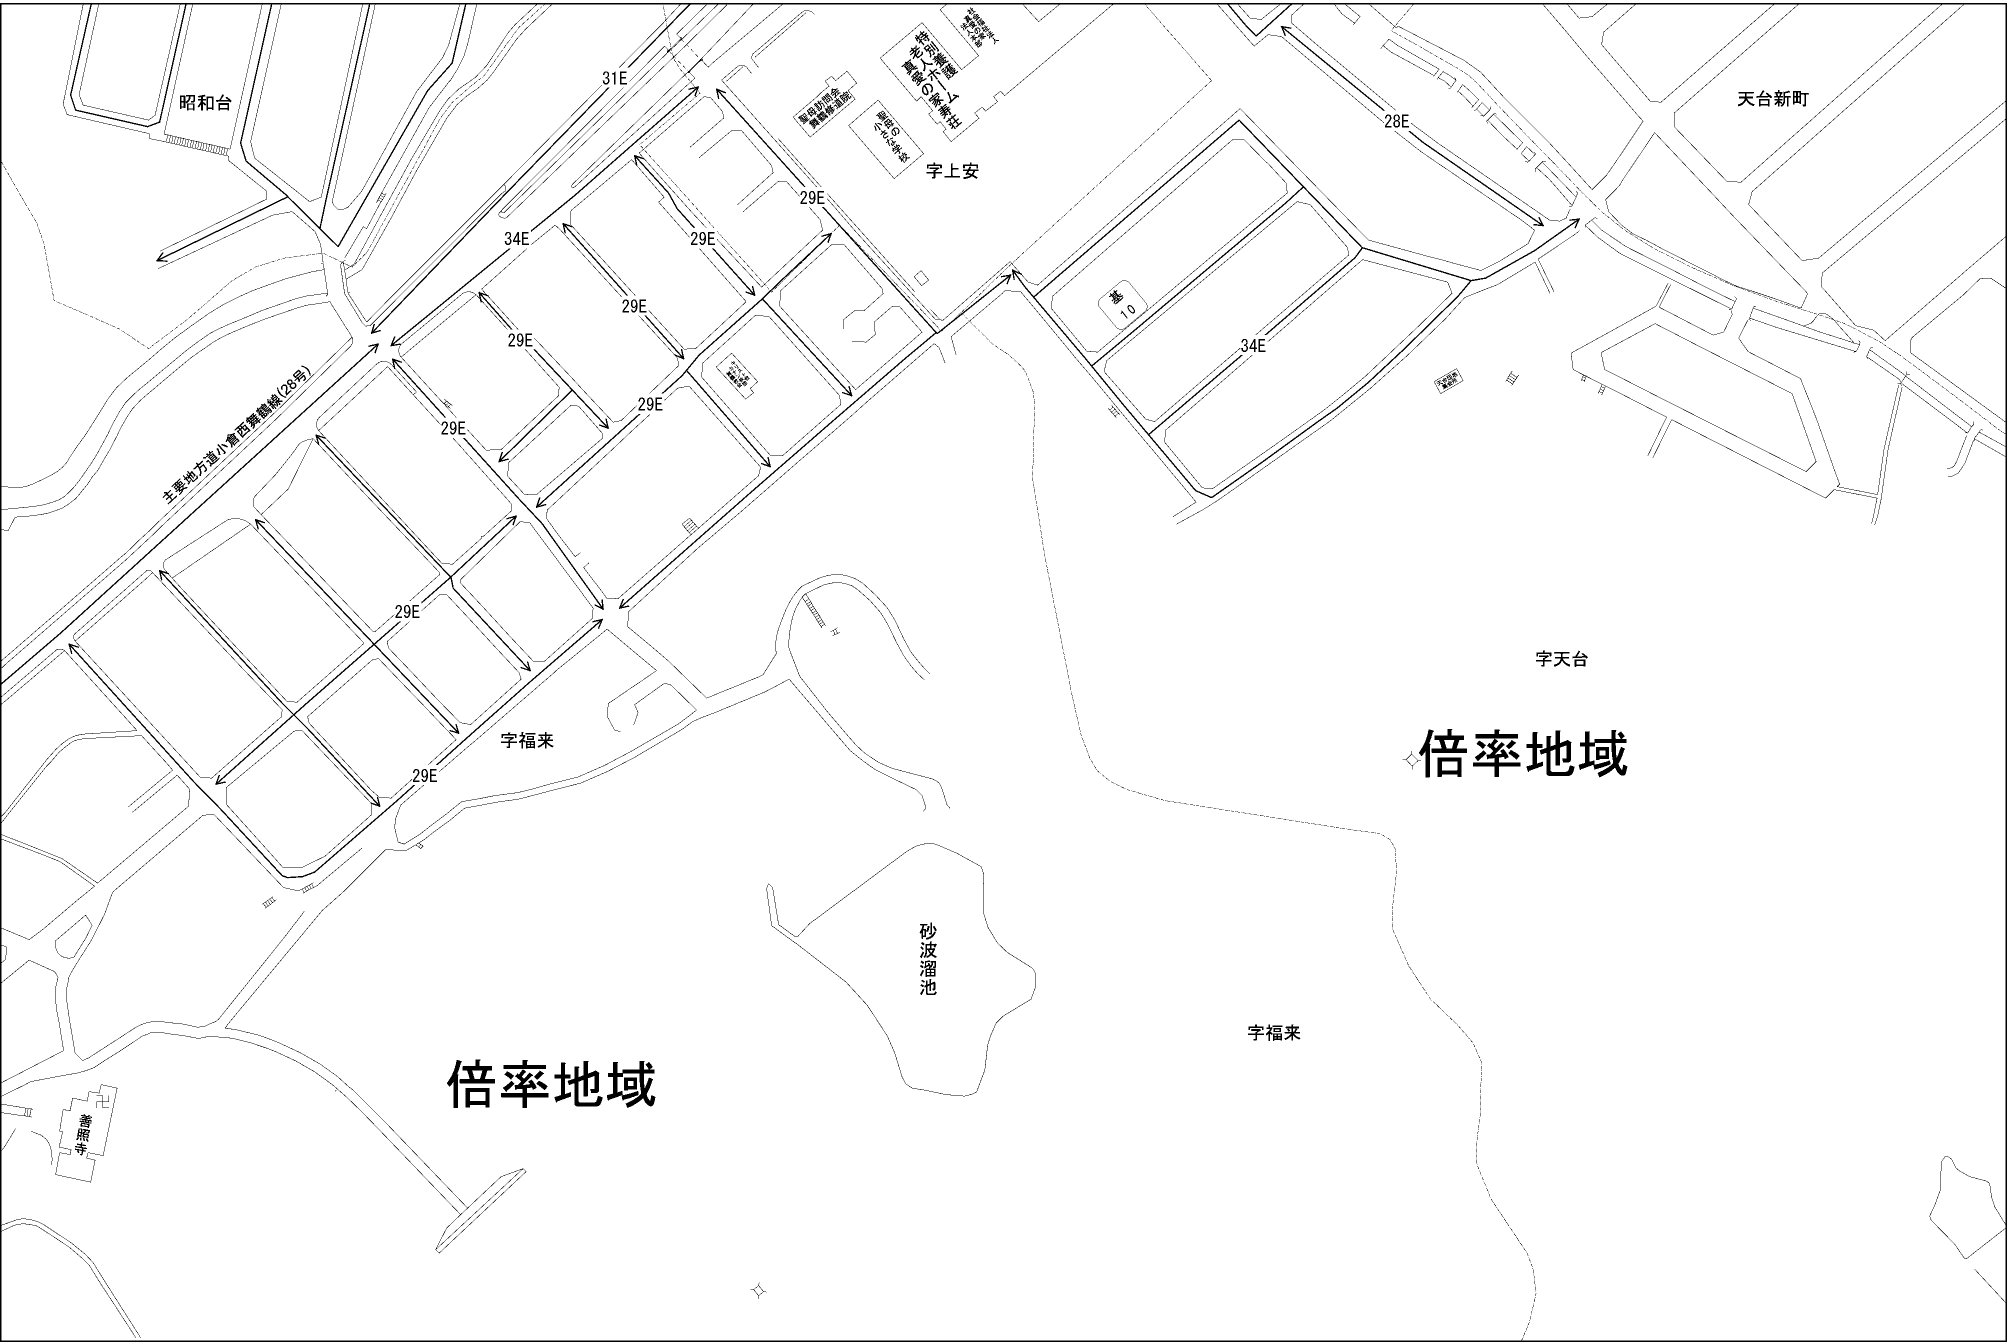 31E
昭和台
特別養護
老人ホーム
真愛の家寿荘
聖母訪問会
舞鶴修道院
聖母の
小さな学校
字上安
28E
天台新町
29E
34E
29E
29E
29E
基
10
34E
29E
29E
主要地方道小倉西舞鶴線(28号)
29E
字天台
倍率地域
字福来
29E
砂波溜池
字福来
倍率地域
善照寺